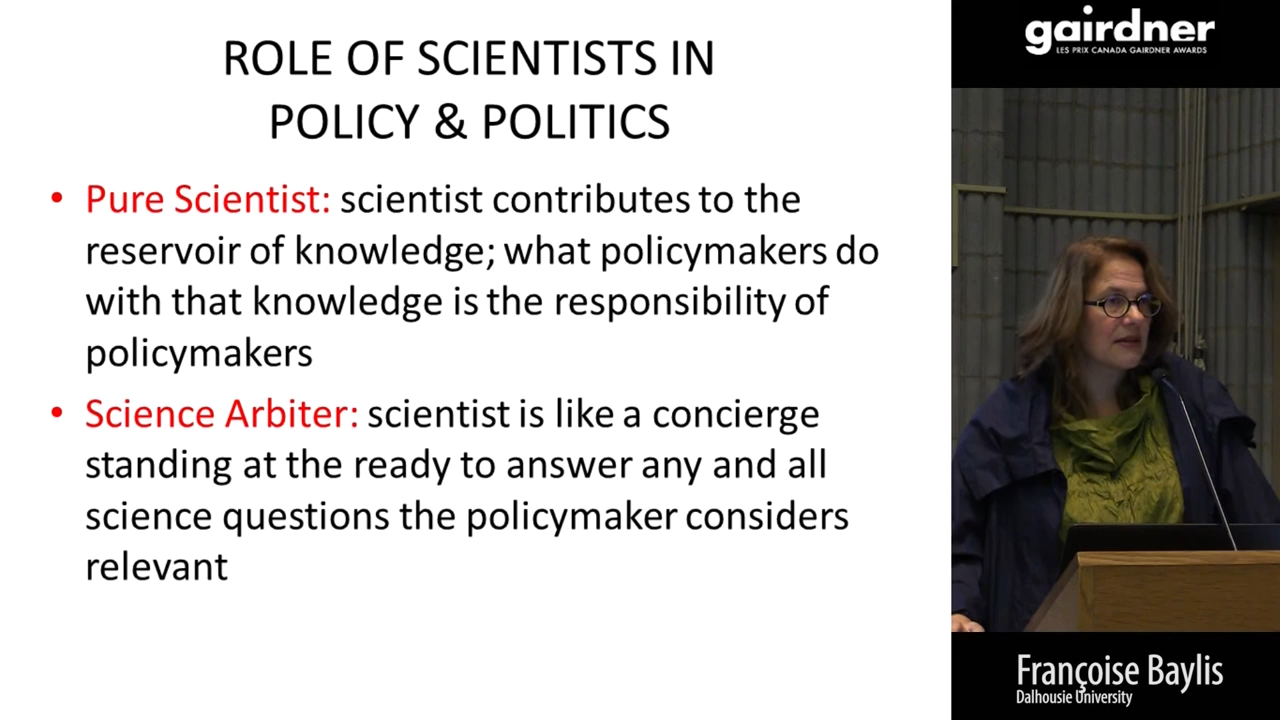 ROLE OF SCIENTISTS IN
POLICY & POLITICS
• Pure Scientist: scientist contributes to the
reservoir of knowledge; what policymakers do
with that knowledge is the responsibility of
policymakers
• Science Arbiter: scientist is like a concierge
standing at the ready to answer any and all
science questions the policymaker considers
relevant
gairdner
LES PRIX CANADA GAIRDNER AWARDS
Françoise Baylis
Dalhousie University